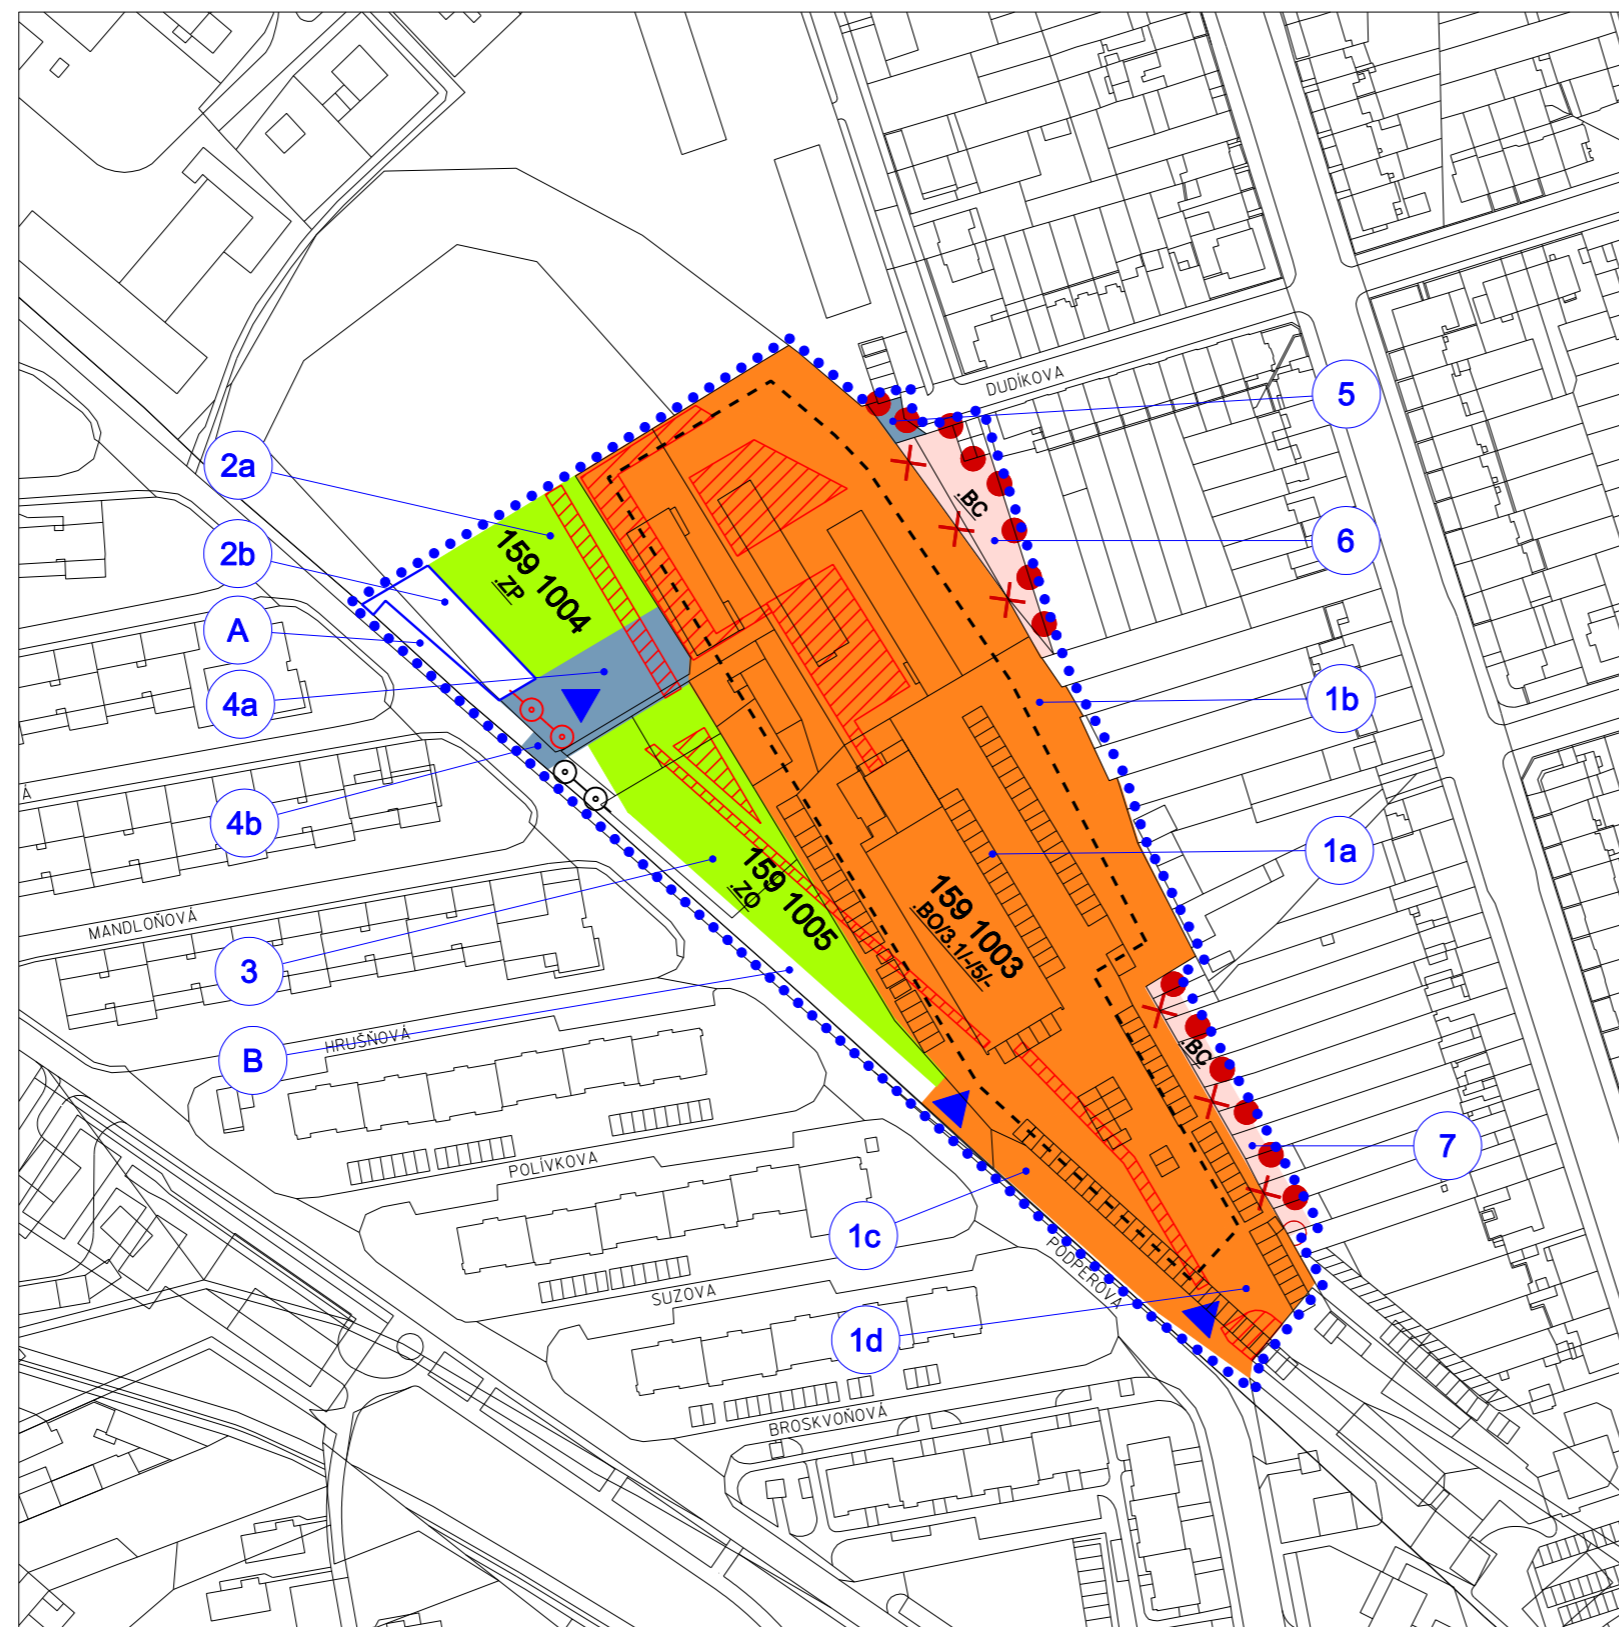 DUDÍKOVA
5
2a
.BC
159 1004
.ZP
6
2b
A
4a
1b
4b
1a
159 1005
.ZO
159 1003
.BO/3.1/-/5/-
MANDLOŇOVÁ
3
HRUŠŇOVÁ
B
.BC
7
POLÍVKOVA
1c
PODPĚROVA
SUZOVA
1d
BROSKVOŇOVÁ